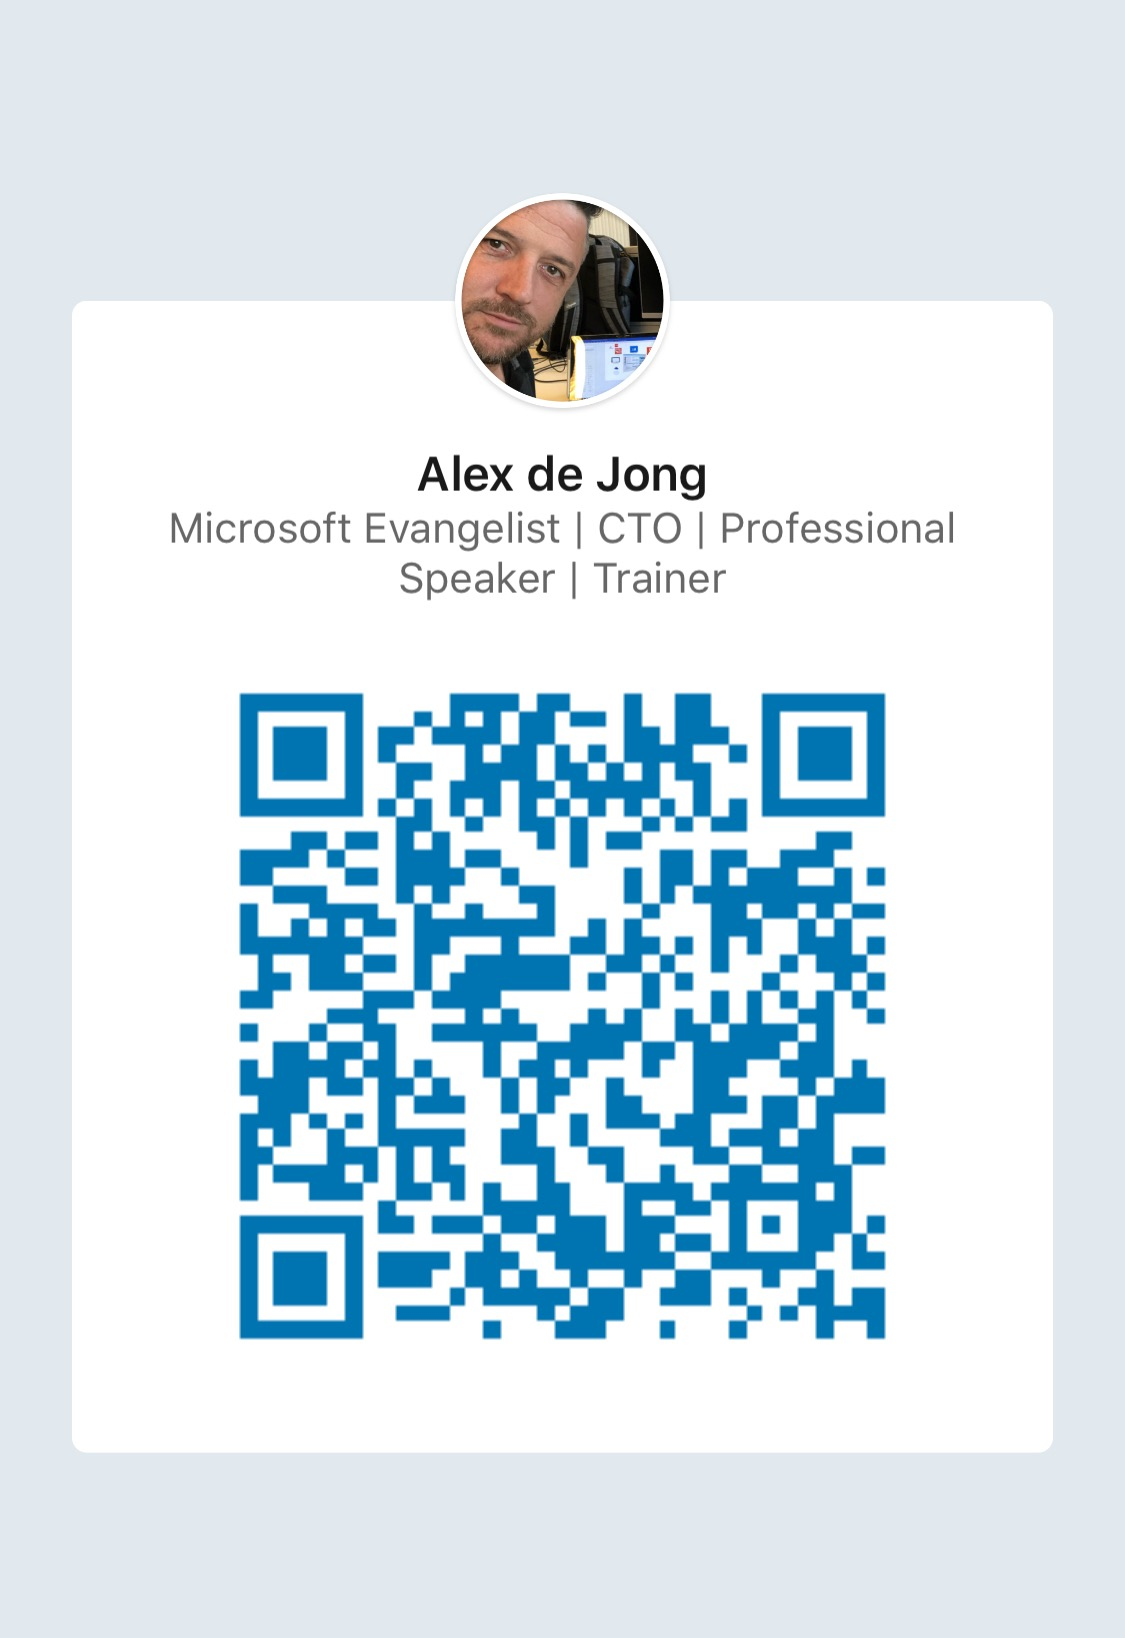 Alex de Jong
Microsoft Evangelist | CTO | Professional
Speaker | Trainer